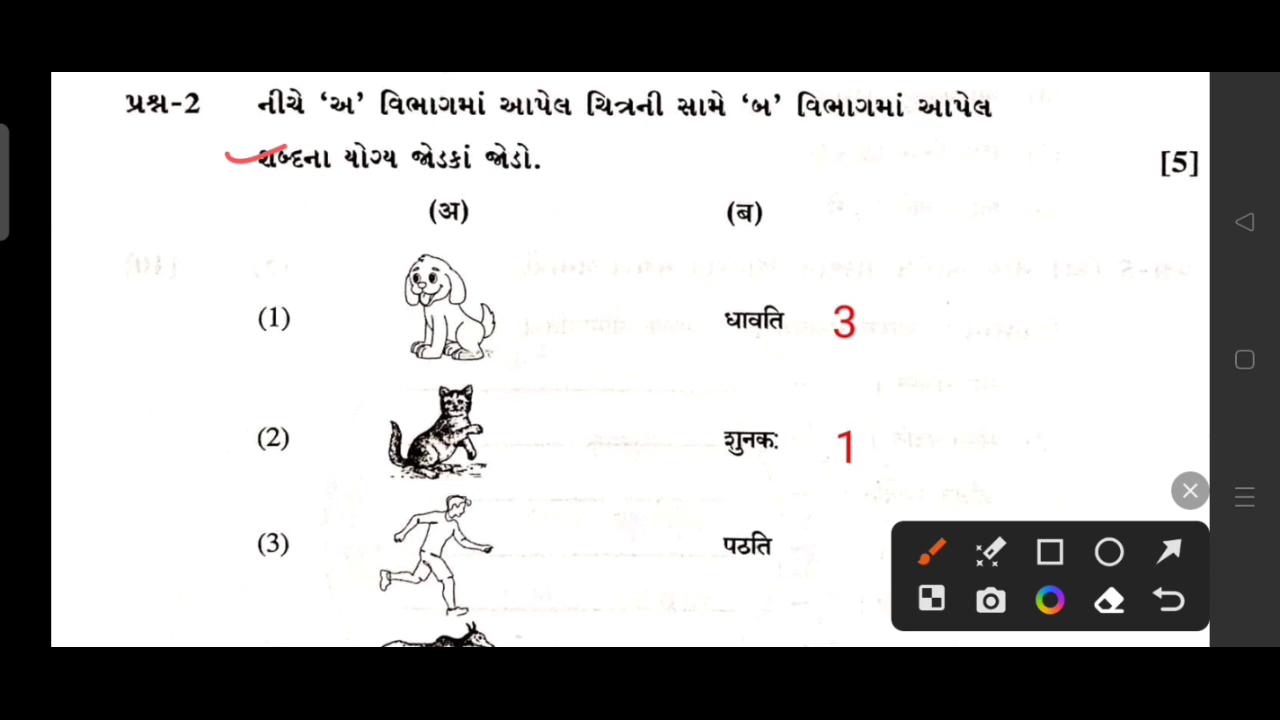 પ્રશ્ન-2 નીચે ‘અ’ વિભાગમાં આપેલ ચિત્રની સામે ‘બ’ વિભાગમાં આપેલ
શબ્દના યોગ્ય જોડકાં જોડો. [5]
(अ) (ब)
(1) धावति 3
(2) शुनकः 1
(3) पठति